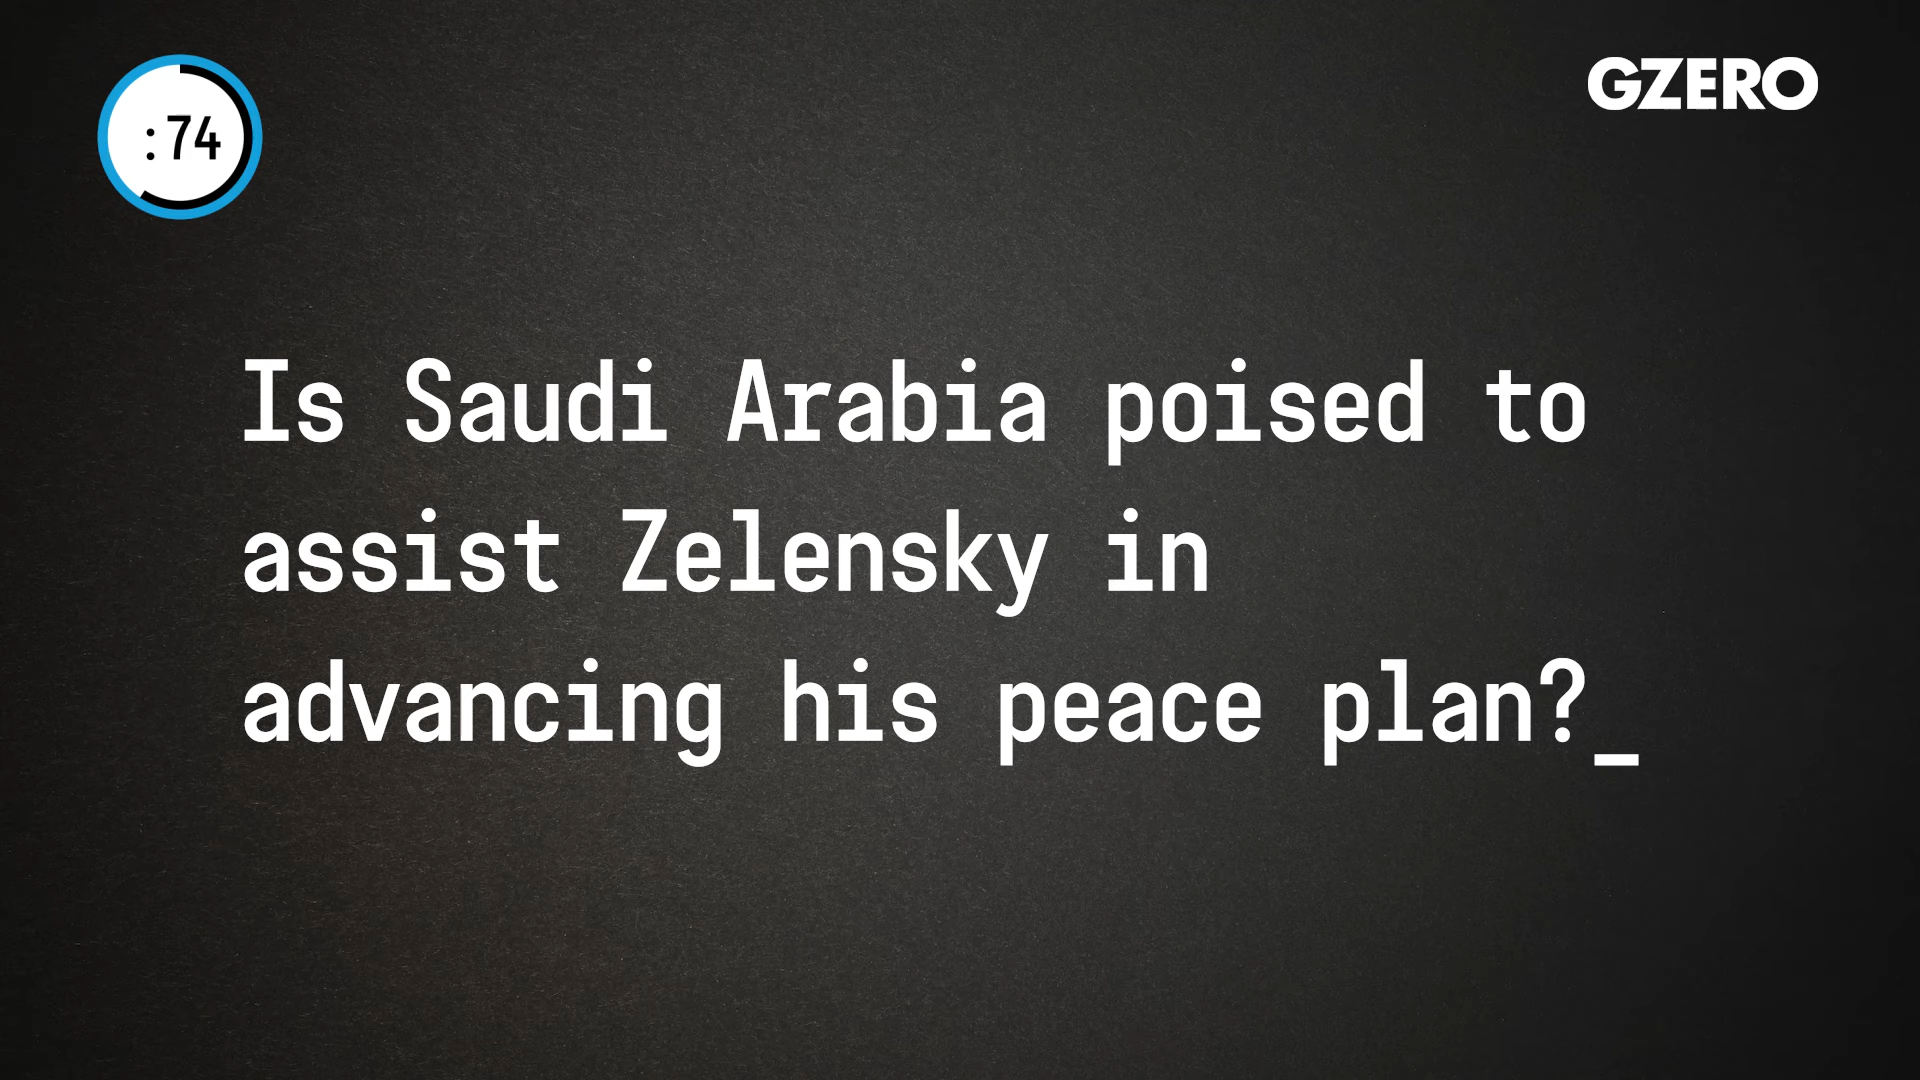 :74
GZERO
Is Saudi Arabia poised to
assist Zelensky in
advancing his peace plan?_